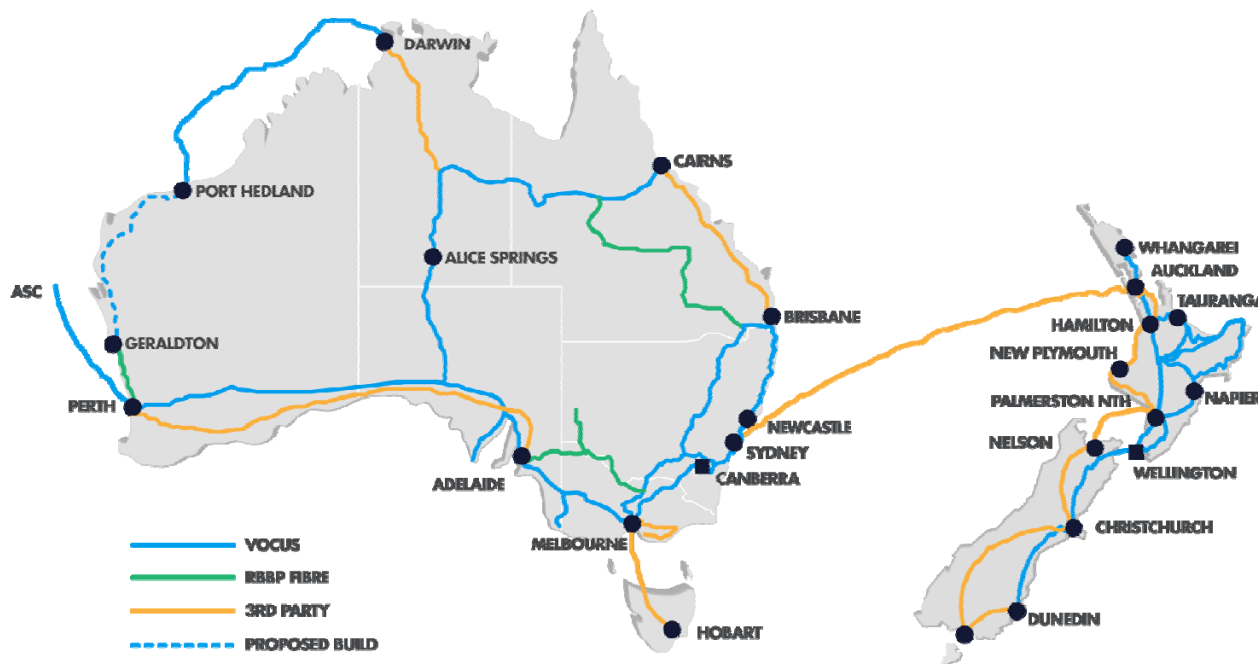 DARWIN
CAIRNS
PORT HEDLAND
WHANGAREI
ALICE SPRINGS
AUCKLAND
ASC
TAURANGA
BRISBANE
HAMILTON
GERALDTON
NEW PLYMOUTH
PERTH
PALMERSTON NTH
NAPIER
NEWCASTLE
NELSON
SYDNEY
WELLINGTON
CANBERRA
ADELAIDE
CHRISTCHURCH
MELBOURNE
VOCUS
RBBP FIBRE
3RD PARTY
DUNEDIN
HOBART
PROPOSED BUILD